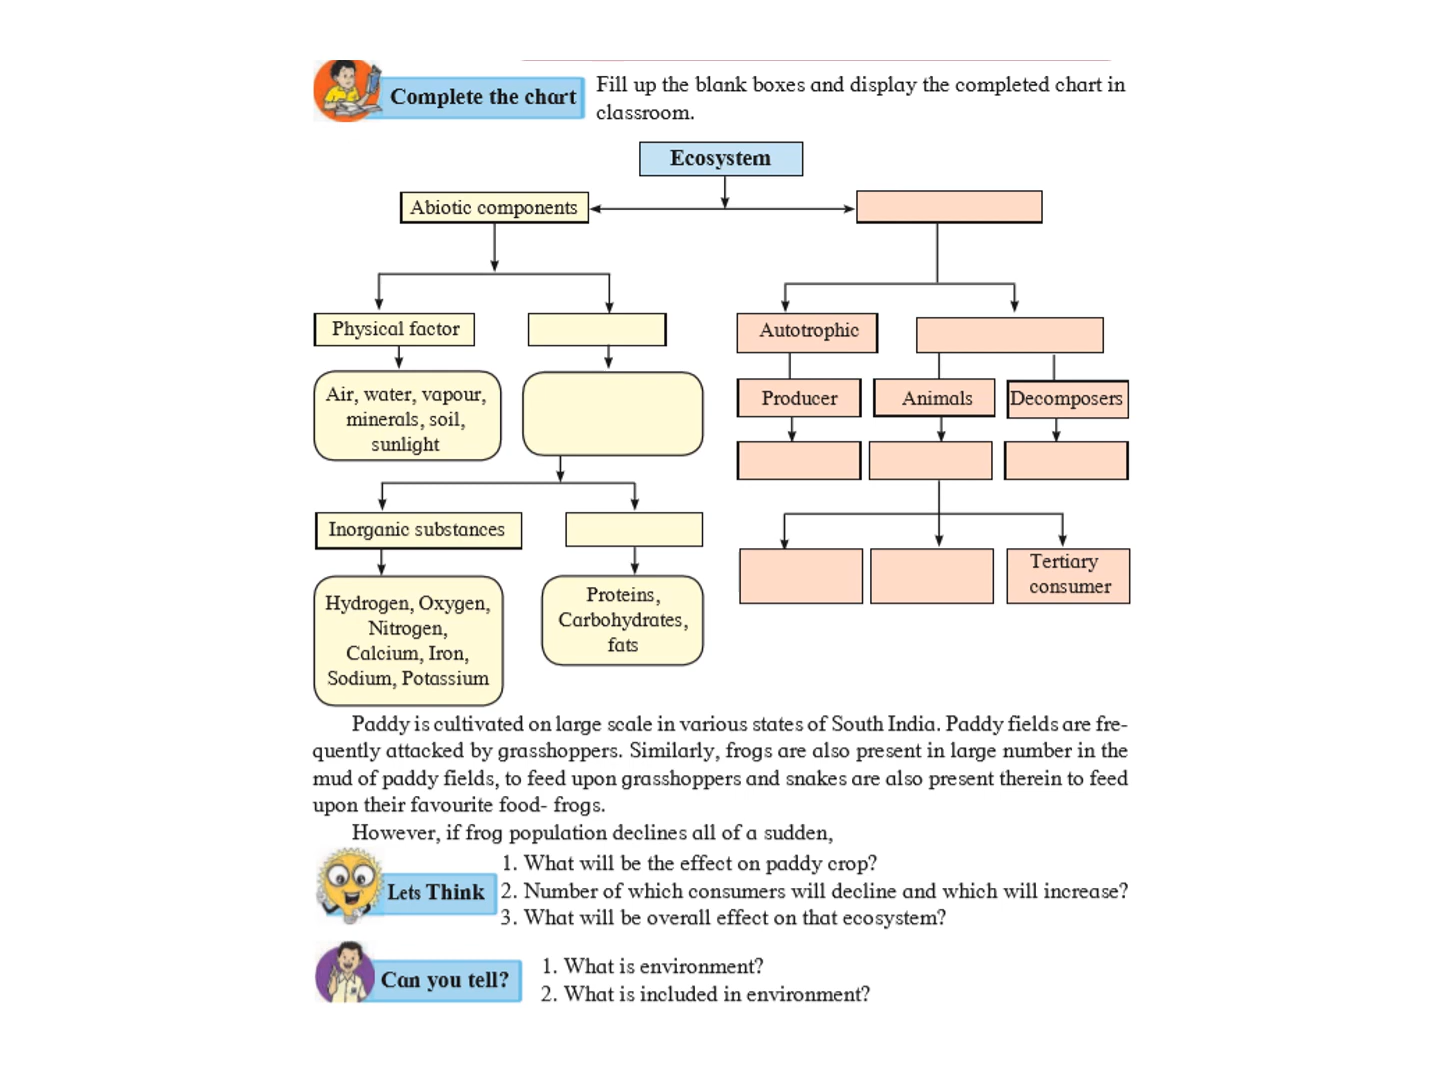 Complete the chart
Fill up the blank boxes and display the completed chart in
classroom.
Ecosystem
Abiotic components
Physical factor
Autotrophic
Air, water, vapour,
minerals, soil,
sunlight
Producer
Animals
Decomposers
Inorganic substances
Hydrogen, Oxygen,
Nitrogen,
Calcium, Iron,
Sodium, Potassium
Proteins,
Carbohydrates,
fats
Tertiary
consumer
Paddy is cultivated on large scale in various states of South India. Paddy fields are fre-
quently attacked by grasshoppers. Similarly, frogs are also present in large number in the
mud of paddy fields, to feed upon grasshoppers and snakes are also present therein to feed
upon their favourite food- frogs.
However, if frog population declines all of a sudden,
Lets Think
1. What will be the effect on paddy crop?
2. Number of which consumers will decline and which will increase?
3. What will be overall effect on that ecosystem?
Can you tell?
1. What is environment?
2. What is included in environment?